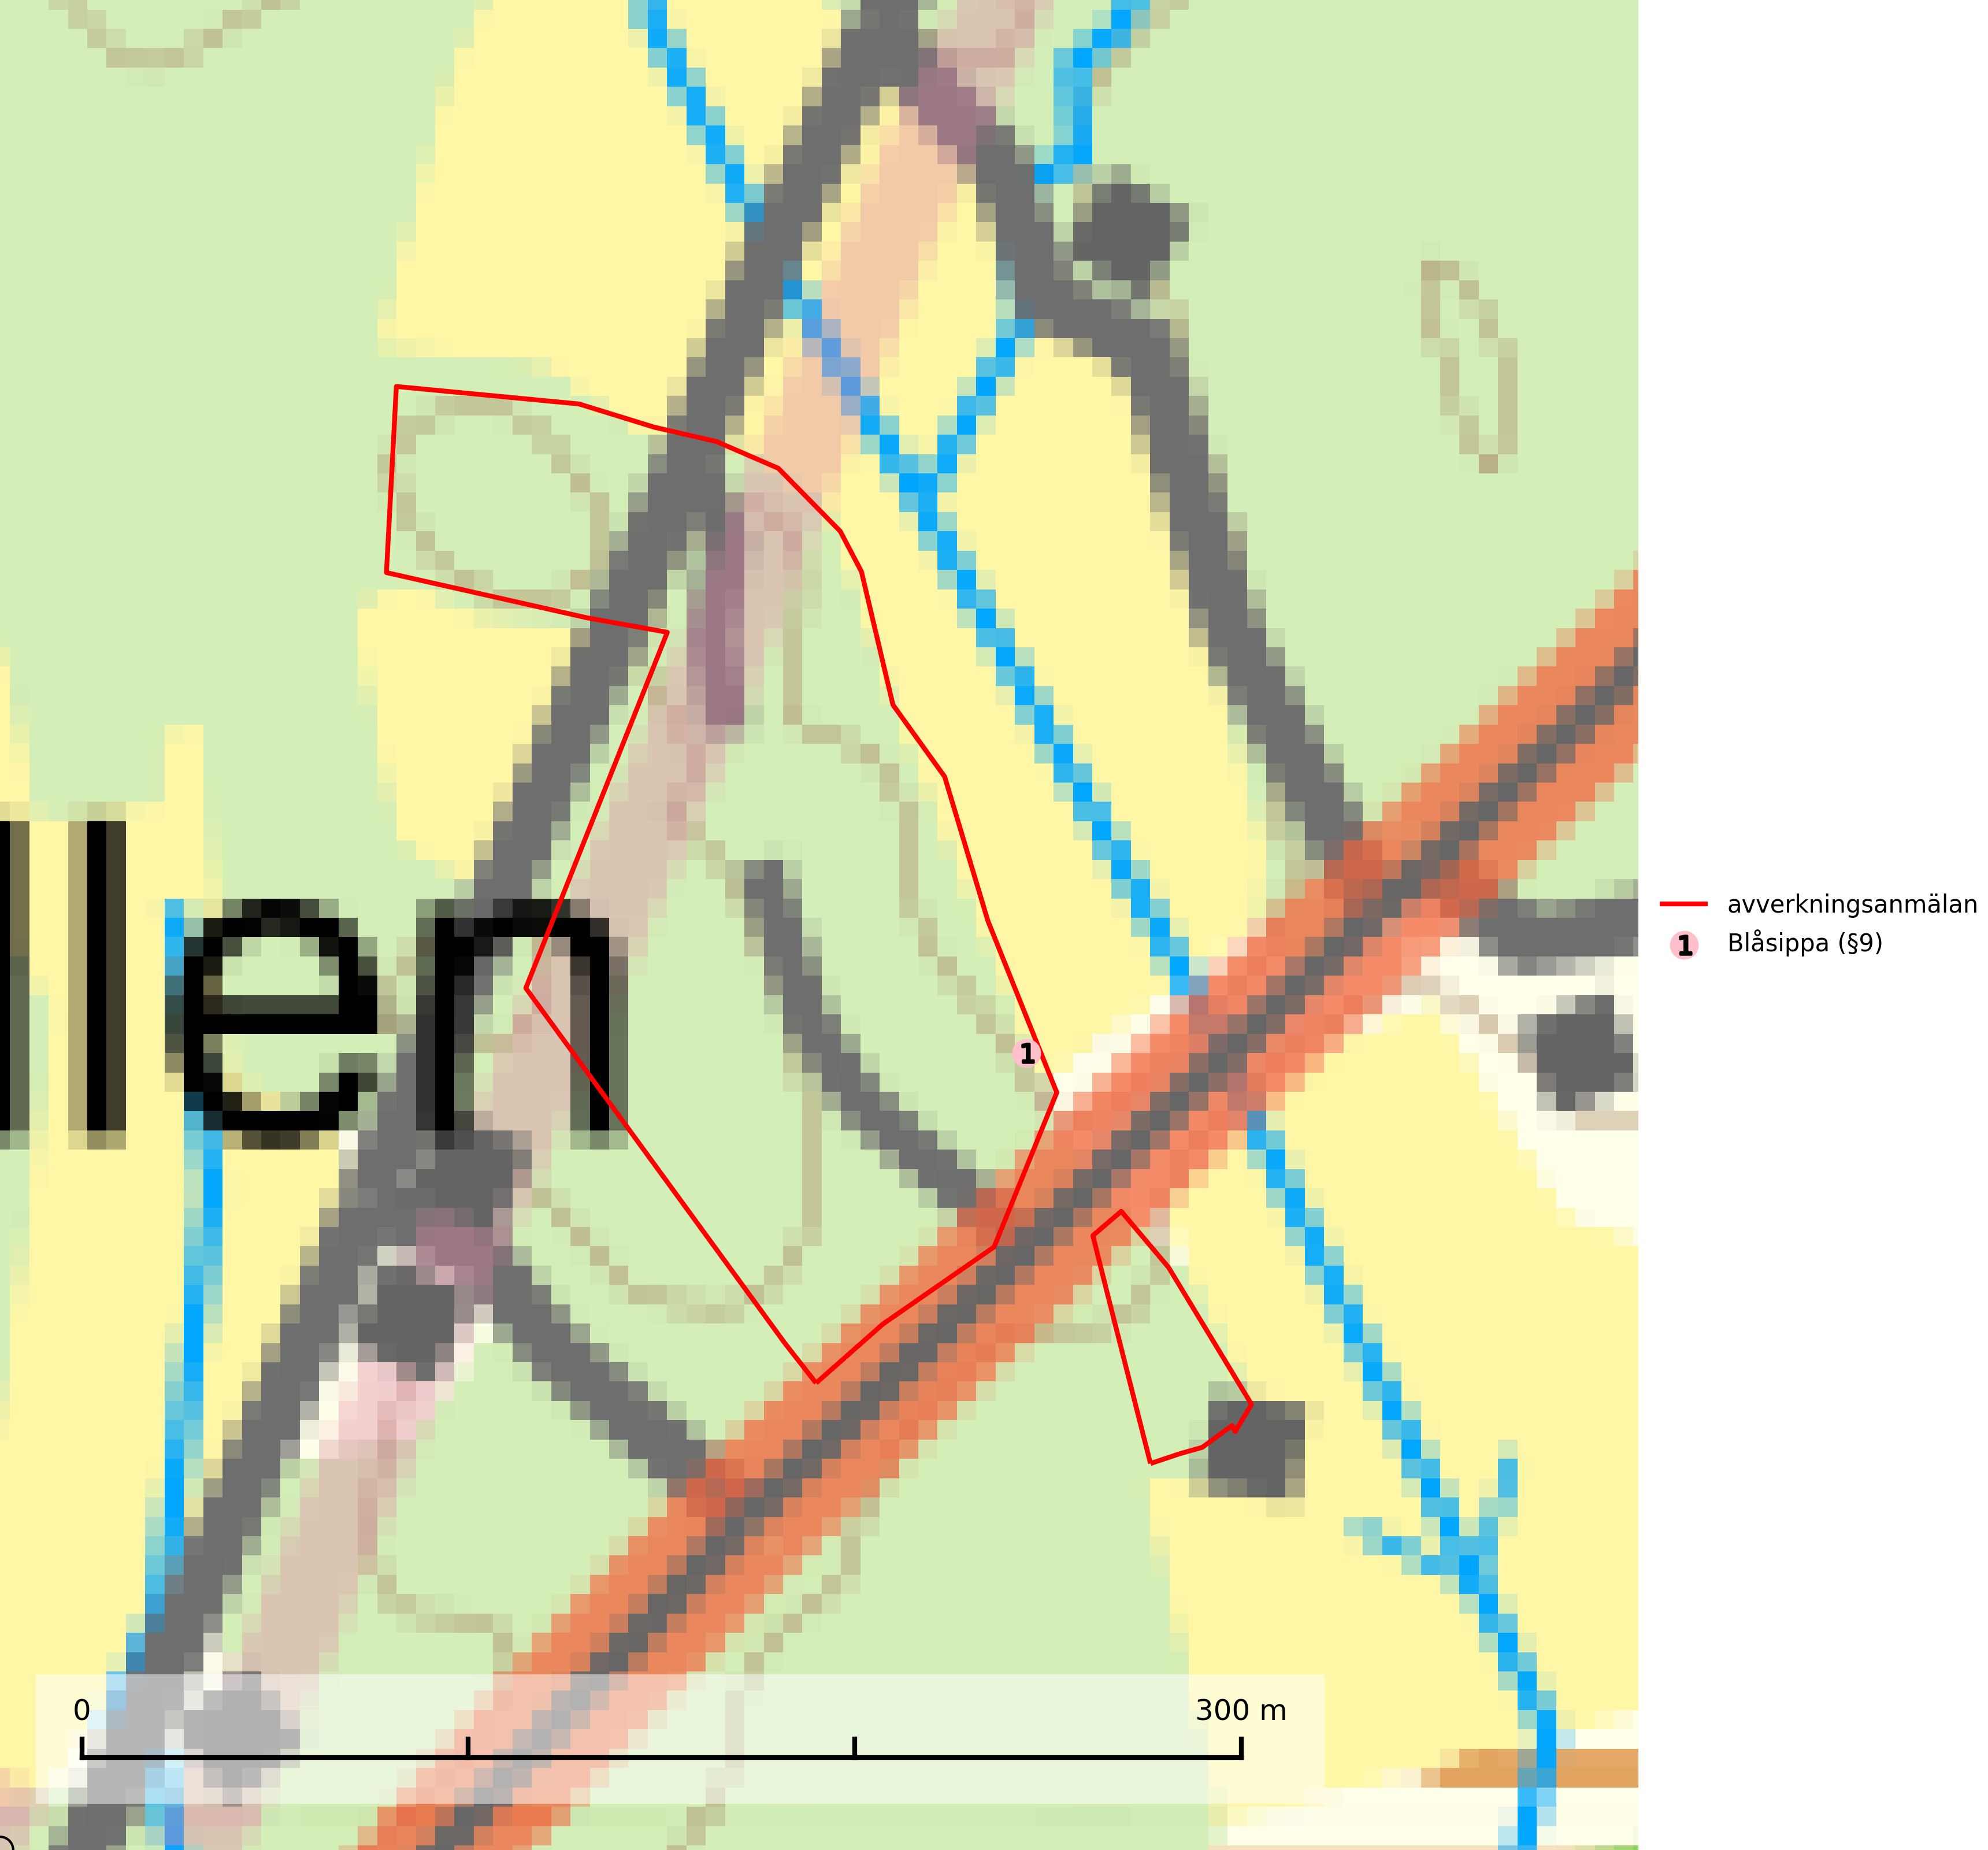 llen
1
avverkningsanmälan
1 Blåsippa (§9)
0 300 m